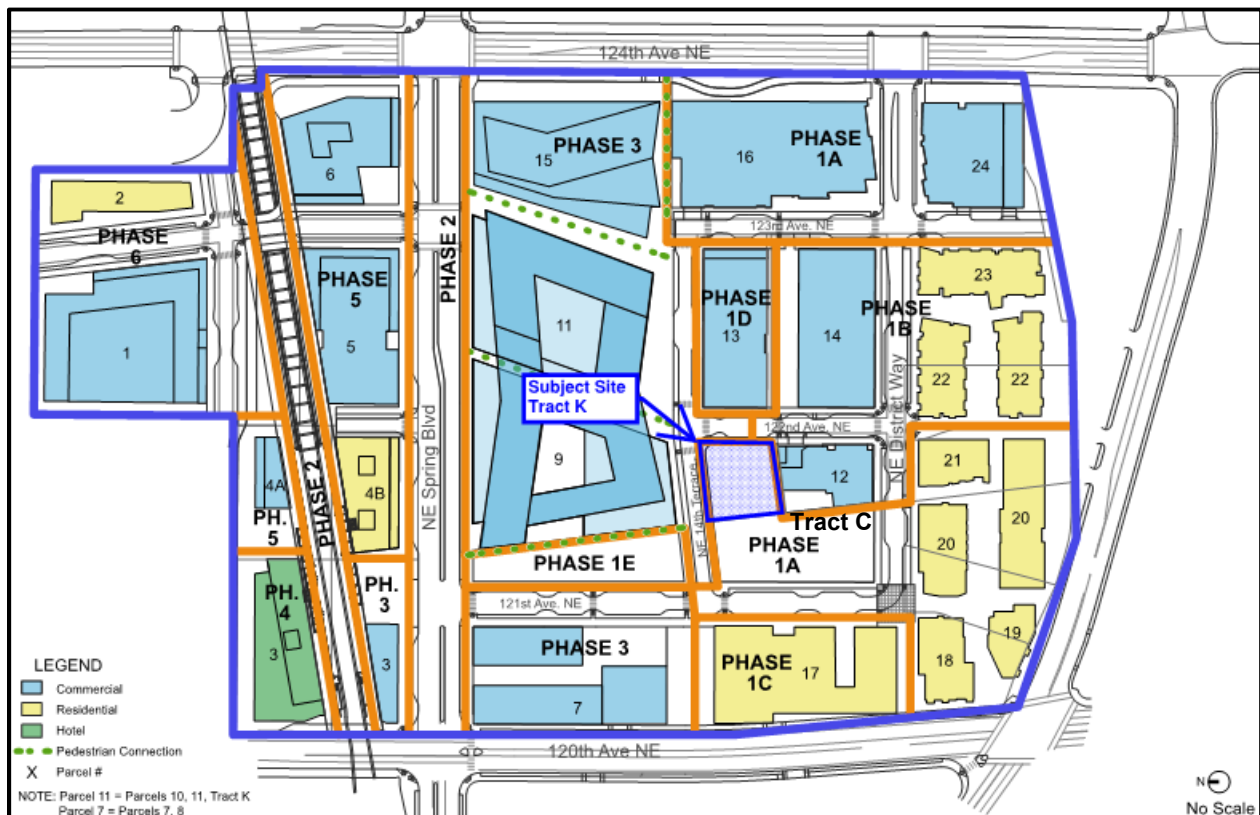 124th Ave NE
PHASE 3
15
16
PHASE
1A
24
6
2
PHASE
6
123rd Ave. NE
PHASE 2
23
PHASE
5
5
PHASE
1D
13
14
PHASE
1B
11
1
22
22
Subject Site
Tract K
122nd Ave. NE
NE District Way
NE Spring Blvd
9
12
21
4A
4B
PHASE 2
NE 14th Terrace
Tract C
20
20
PH.
5
PHASE 1E
PHASE
1A
PH.
4
PH.
3
121st Ave. NE
PHASE 3
3
3
7
PHASE
1C
17
18
19
LEGEND
Commercial
Residential
Hotel
Pedestrian Connection
X Parcel #
NOTE: Parcel 11 = Parcels 10, 11, Tract K
Parcel 7 = Parcels 7, 8
120th Ave NE
N
No Scale